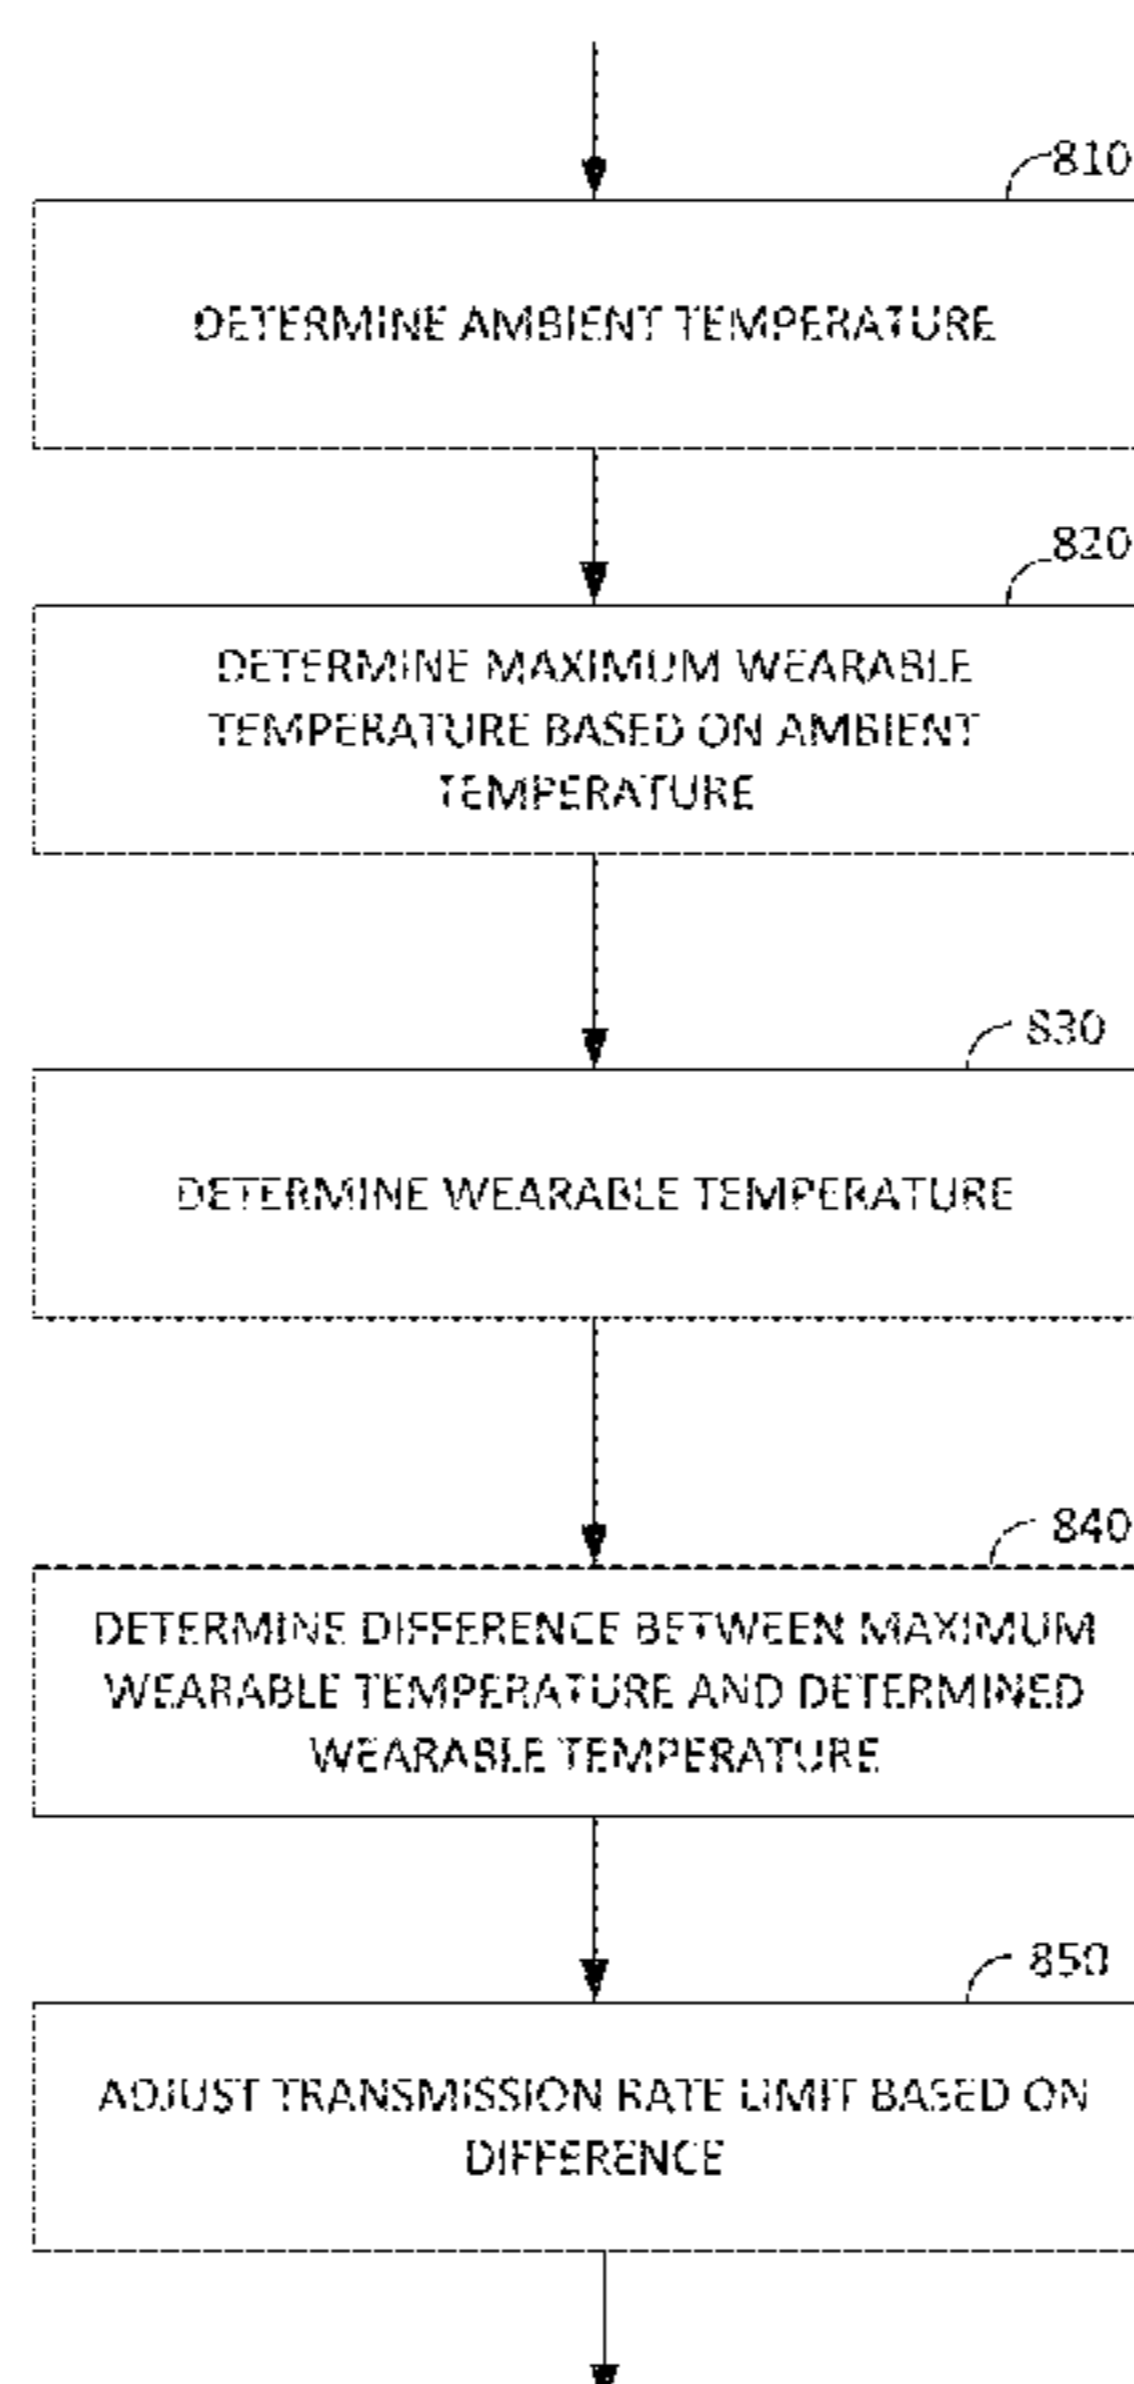 810
DETERMINE AMBIENT TEMPERATURE
820
DETERMINE MAXIMUM WEARABLE
TEMPERATURE BASED ON AMBIENT
TEMPERATURE
830
DETERMINE WEARABLE TEMPERATURE
840
DETERMINE DIFFERENCE BETWEEN MAXIMUM
WEARABLE TEMPERATURE AND DETERMINED
WEARABLE TEMPERATURE
850
ADJUST TRANSMISSION RATE LIMIT BASED ON
DIFFERENCE